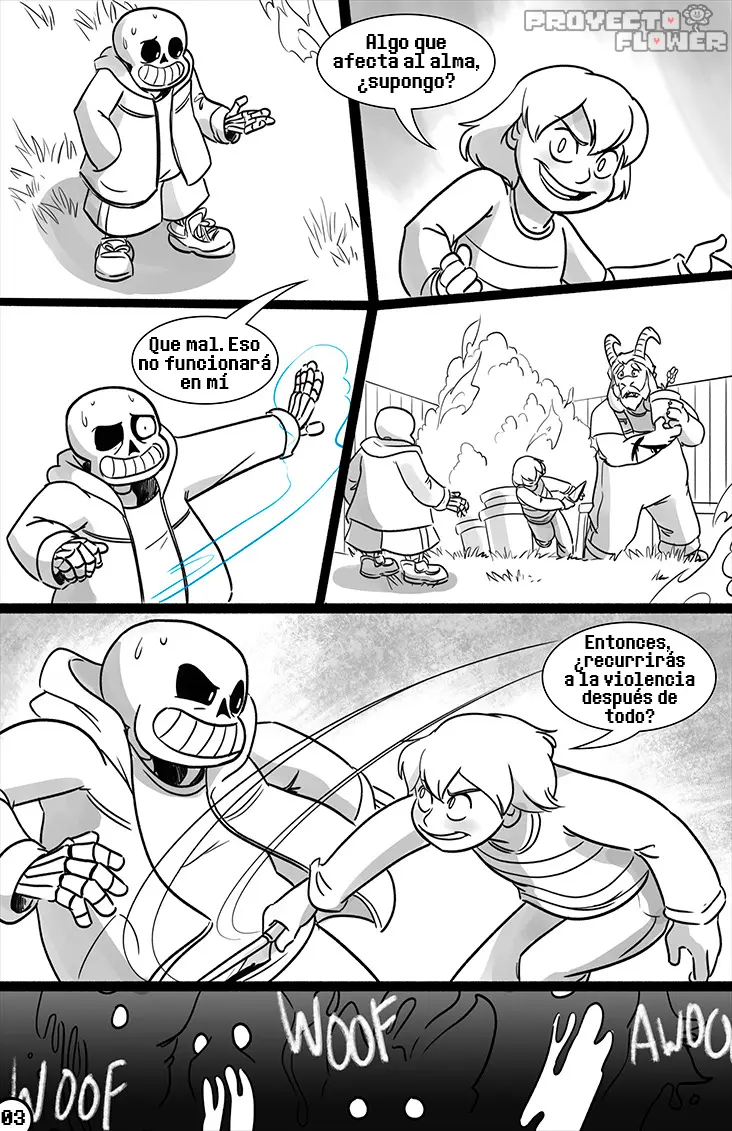 PROYECTO
FLOWER
Algo que
afecta al alma,
¿supongo?
Que mal. Eso
no funcionará
en mí
Entonces,
¿recurrirás
a la violencia
después de
todo?
WOOF
WOOF
AWOO
03